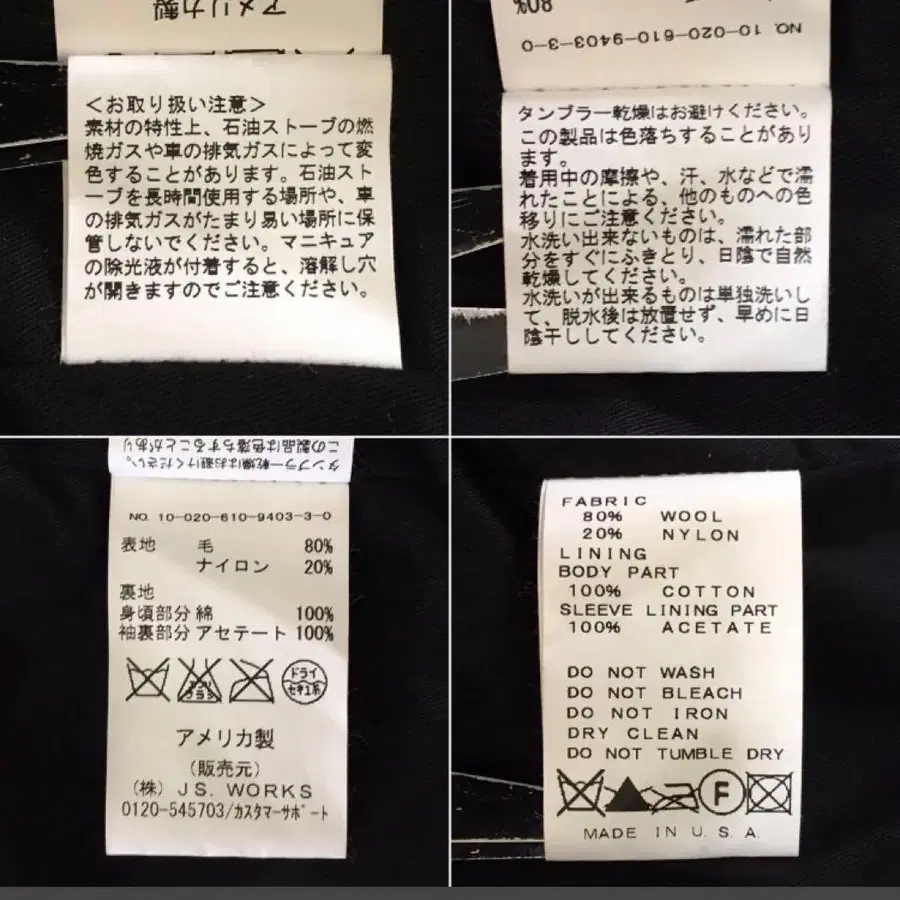 アメリカ製
<お取り扱い注意>
素材の特性上、石油ストーブの燃
焼ガスや車の排気ガスによって変
色することがあります。石油スト
ーブを長時間使用する場所や、車
の排気ガスがたまり易い場所に保
管しないでください。マニキュア
の除光液が付着すると、溶解し穴
が開きますのでご注意ください。
80%
NO. 10-020-610-9403-3-0
タンブラー乾燥はお避けください。
この製品は色落ちすることがあり
ます。
着用中の摩擦や、汗、水などで濡
れたことによる、他のものへの色
移りにご注意ください。
水洗い出来ないものは、濡れた部
分をすぐにふきとり、日陰で自然
乾燥してください。
水洗いが出来るものは単独洗いし
て、脱水後は放置せず、早めに日
陰干ししてください。
この製品は色落ちすることがあり
タンブラー乾燥はお避けください。
NO. 10-020-610-9403-3-0
表地 毛 80%
ナイロン 20%
裏地
身頃部分 綿 100%
袖裏部分 アセテート 100%
エンソ
サラシ
ドライ
セキユ系
アメリカ製
(販売元)
(株) J.S. WORKS
0120-545703/カスタマーサポート
FABRIC
80% WOOL
20% NYLON
LINING
BODY PART
100% COTTON
SLEEVE LINING PART
100% ACETATE
DO NOT WASH
DO NOT BLEACH
DO NOT IRON
DRY CLEAN
DO NOT TUMBLE DRY
F
MADE IN U.S.A.